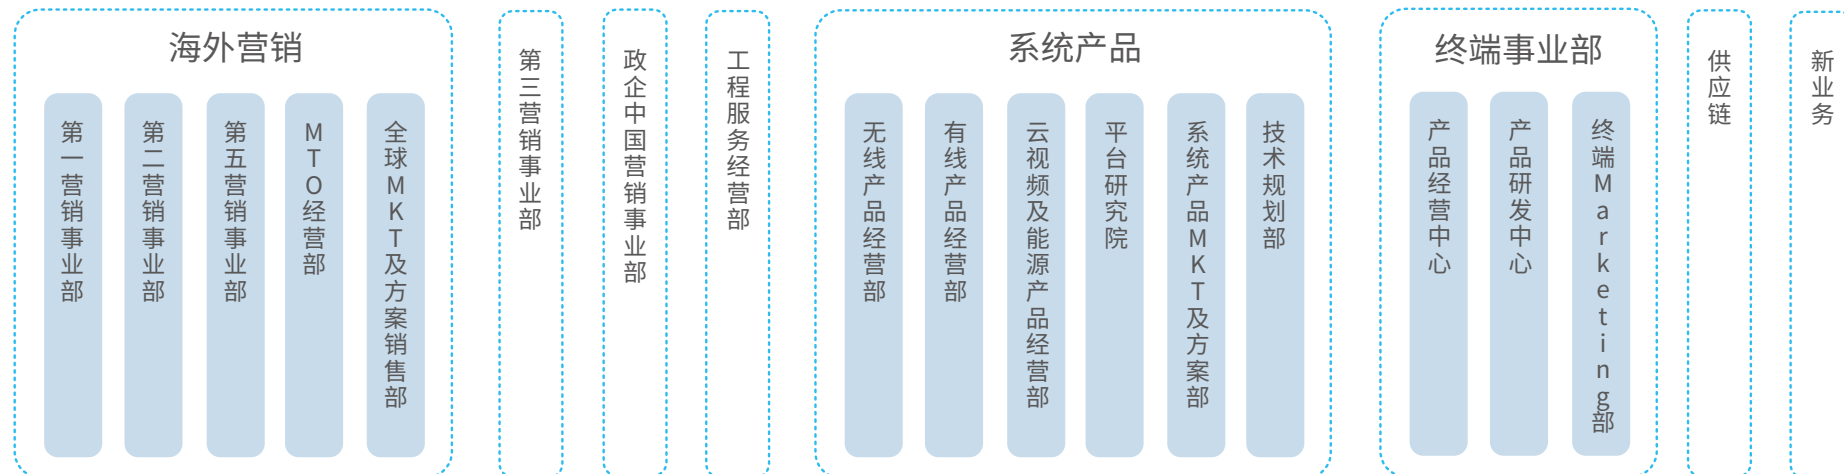 海外营销
第一营销事业部
第二营销事业部
第五营销事业部
MTO经营部
全球MKT及方案销售部
第三营销事业部
政企中国营销事业部
工程服务经营部
系统产品
无线产品经营部
有线产品经营部
云视频及能源产品经营部
平台研究院
系统产品MKT及方案部
技术规划部
终端事业部
产品经营中心
产品研发中心
终端Marketing部
供应链
新业务